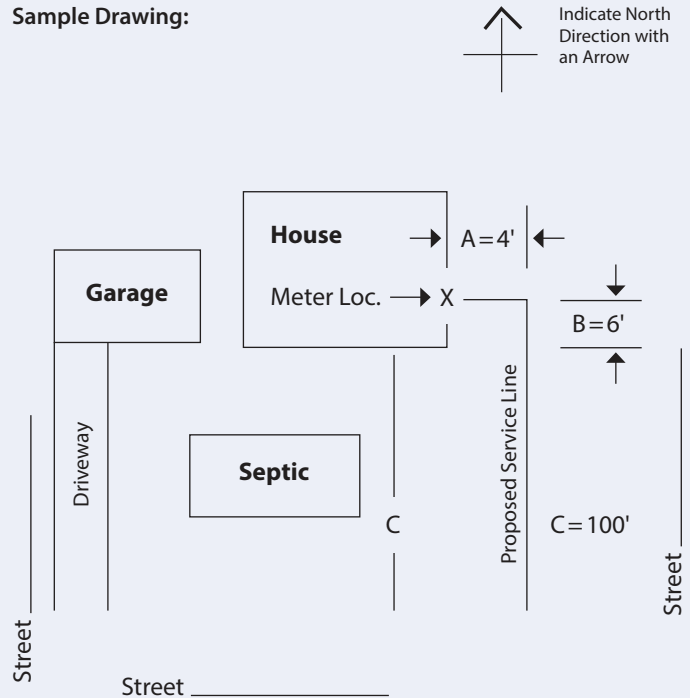 Sample Drawing:
Indicate North
Direction with
an Arrow
House
A=4'
Garage
Meter Loc.
X
B=6'
Driveway
Septic
Proposed Service Line
C
C=100'
Street
Street
Street